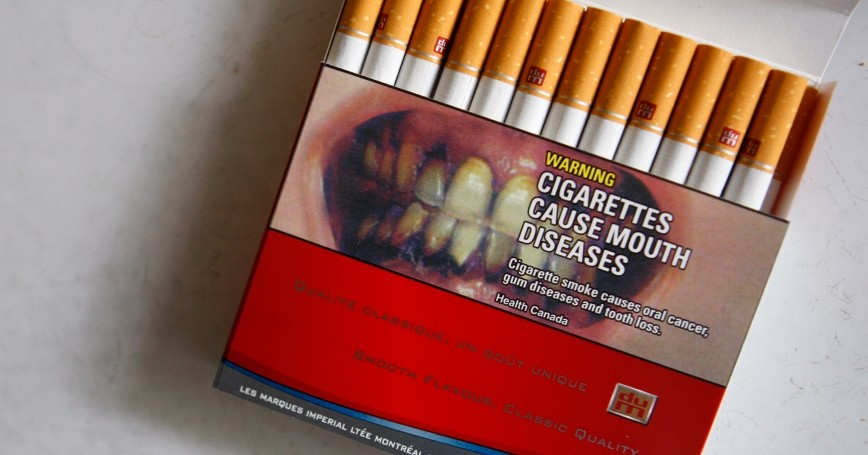 WARNING
CIGARETTES
CAUSE MOUTH
DISEASES
Cigarette smoke causes oral cancer,
gum diseases and tooth loss.
Health Canada
QUALITÉ CLASSIQUE, UN GOÛT UNIQUE
SMOOTH FLAVOUR, CLASSIC QUALITY
du
M
LES MARQUES IMPERIAL LTÉE MONTRÉAL